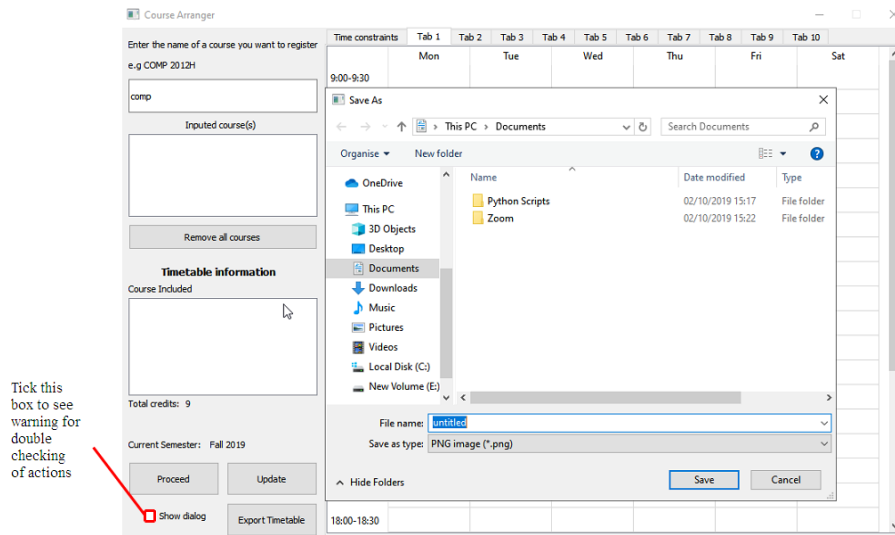 Course Arranger
Enter the name of a course you want to register
e.g COMP 2012H
comp
Inputed course(s)
Remove all courses
Timetable information
Course Included
Total credits: 9
Current Semester: Fall 2019
Proceed
Update
Show dialog
Export Timetable
Tick this
box to see
warning for
double
checking
of actions
Time constraints Tab 1 Tab 2 Tab 3 Tab 4 Tab 5 Tab 6 Tab 7 Tab 8 Tab 9 Tab 10
Mon Tue Wed Thu Fri Sat
9:00-9:30
18:00-18:30
Save As
This PC > Documents
Search Documents
Organise
New folder
OneDrive
This PC
3D Objects
Desktop
Documents
Downloads
Music
Pictures
Videos
Local Disk (C:)
New Volume (E:)
Name Date modified Type
Python Scripts 02/10/2019 15:17 File folder
Zoom 02/10/2019 15:22 File folder
File name: untitled
Save as type: PNG image (*.png)
Hide Folders
Save
Cancel